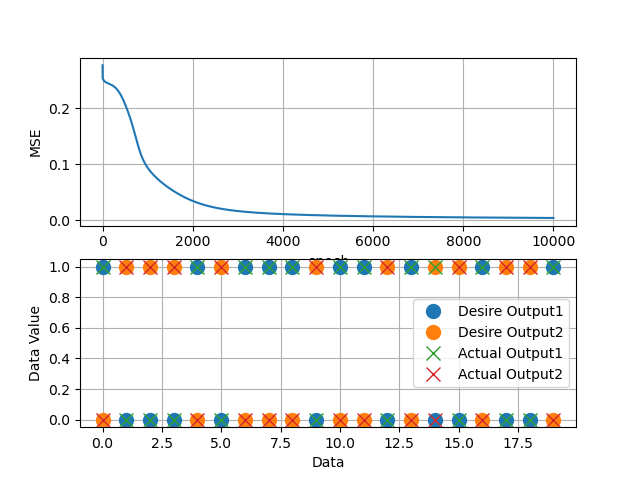 0.2
0.1
0.0
MSE
0 2000 4000 6000 8000 10000
epoch
1.0
0.8
0.6
0.4
0.2
0.0
Data Value
Desire Output1
Desire Output2
Actual Output1
Actual Output2
0.0 2.5 5.0 7.5 10.0 12.5 15.0 17.5
Data